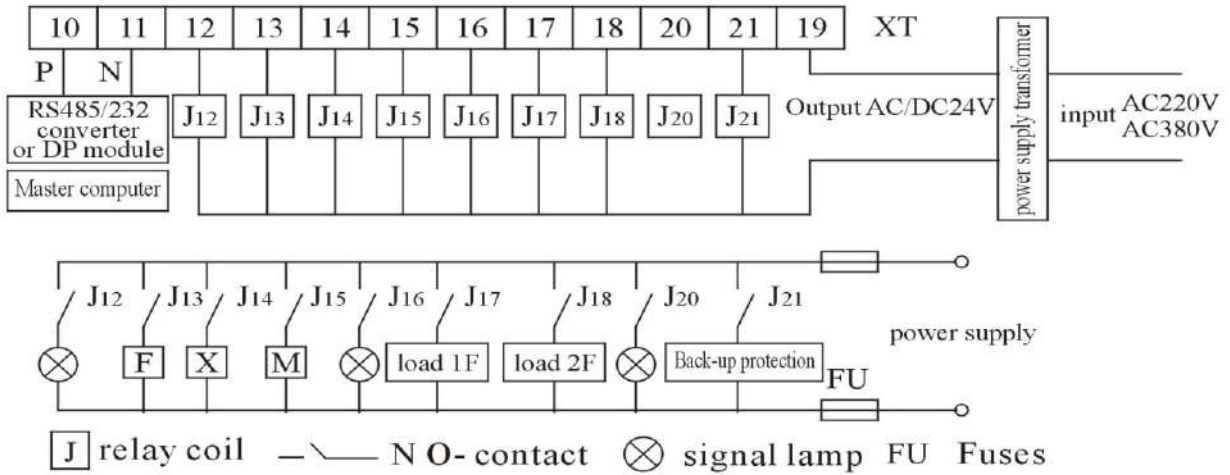 10 11 12 13 14 15 16 17 18 20 21 19 XT
P N
RS485/232
converter
or DP module
Master computer
J12 J13 J14 J15 J16 J17 J18 J20 J21
Output AC/DC24V
power supply transformer
input
AC220V
AC380V
J12 J13 J14 J15 J16 J17 J18 J20 J21
power supply
F X M load 1F load 2F Back-up protection
FU
J relay coil N O- contact signal lamp FU Fuses